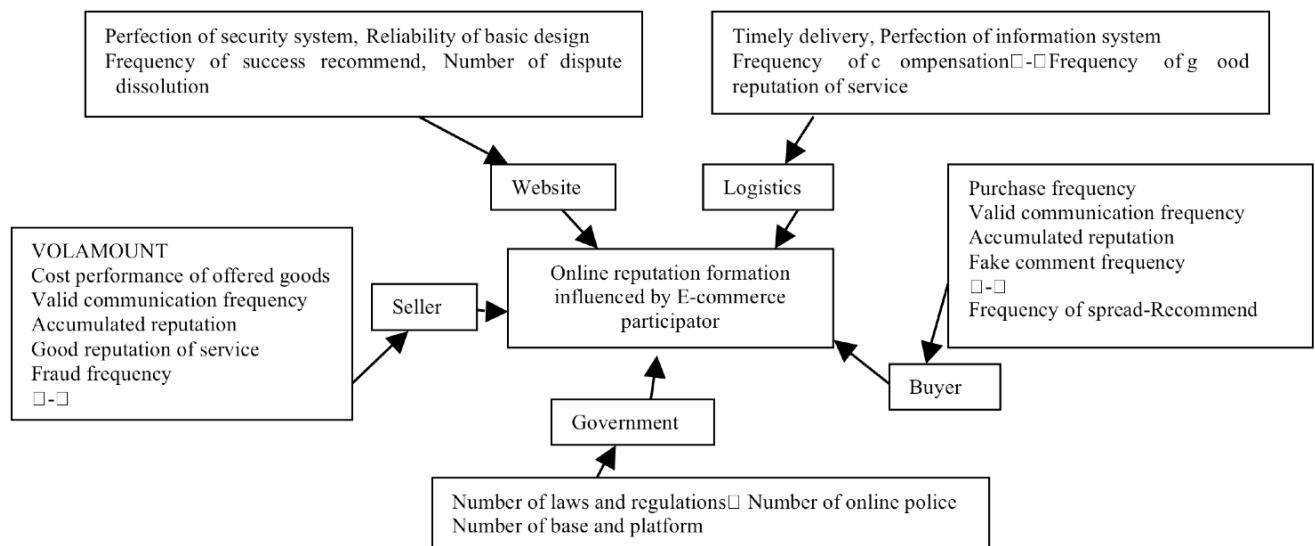 Perfection of security system, Reliability of basic design
Frequency of success recommend, Number of dispute
dissolution
Timely delivery, Perfection of information system
Frequency of c ompensation□-□Frequency of g ood
reputation of service
Website
Logistics
Purchase frequency
Valid communication frequency
Accumulated reputation
Fake comment frequency
□-□
Frequency of spread-Recommend
VOLAMOUNT
Cost performance of offered goods
Valid communication frequency
Accumulated reputation
Good reputation of service
Fraud frequency
□-□
Seller
Online reputation formation
influenced by E-commerce
participator
Buyer
Government
Number of laws and regulations□ Number of online police
Number of base and platform